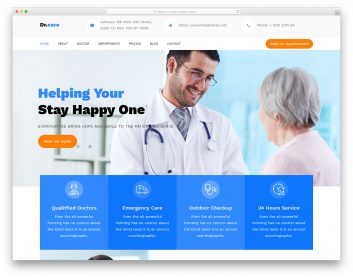 Dr.care
Address: 198 West 21th Street,
Suite 721 New York NY 10016
Email: youremail@email.com
Phone: + 1235 2355 98
HOME ABOUT DOCTOR DEPARTMENTS PRICING BLOG CONTACT
Make an Appointment
Helping Your
Stay Happy One
EVERYDAY WE BRING HOPE AND SMILE TO THE PATIENT WE SERVE
View our works
Qualitfied Doctors
Even the all-powerful
Pointing has no control about
the blind texts it is an almost
unorthographic.
Emergency Care
Even the all-powerful
Pointing has no control about
the blind texts it is an almost
unorthographic.
Outdoor Checkup
Even the all-powerful
Pointing has no control about
the blind texts it is an almost
unorthographic.
24 Hours Service
Even the all-powerful
Pointing has no control about
the blind texts it is an almost
unorthographic.